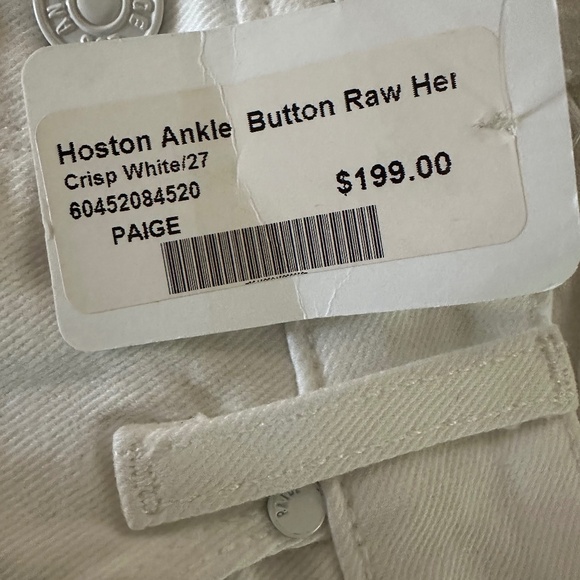 Hoston Ankle Button Raw Her
Crisp White/27
$199.00
60452084520
PAIGE